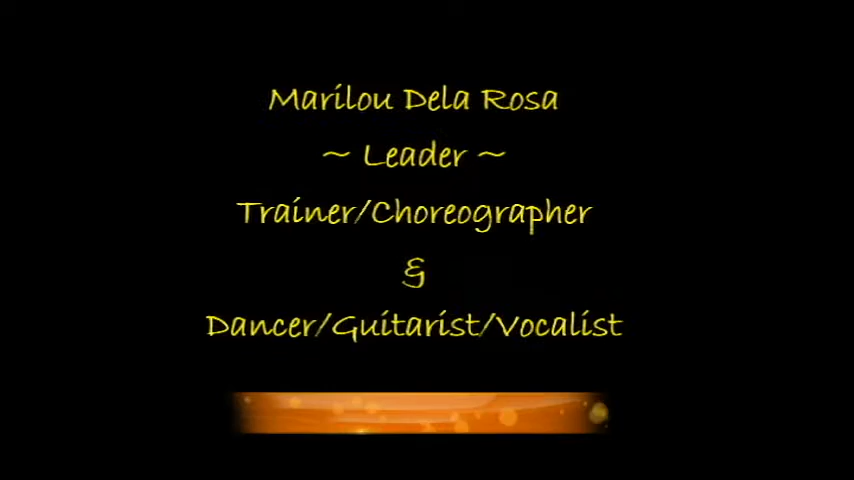 Marilou Dela Rosa
~ Leader ~
Trainer/Choreographer
&
Dancer/Guitarist/Vocalist